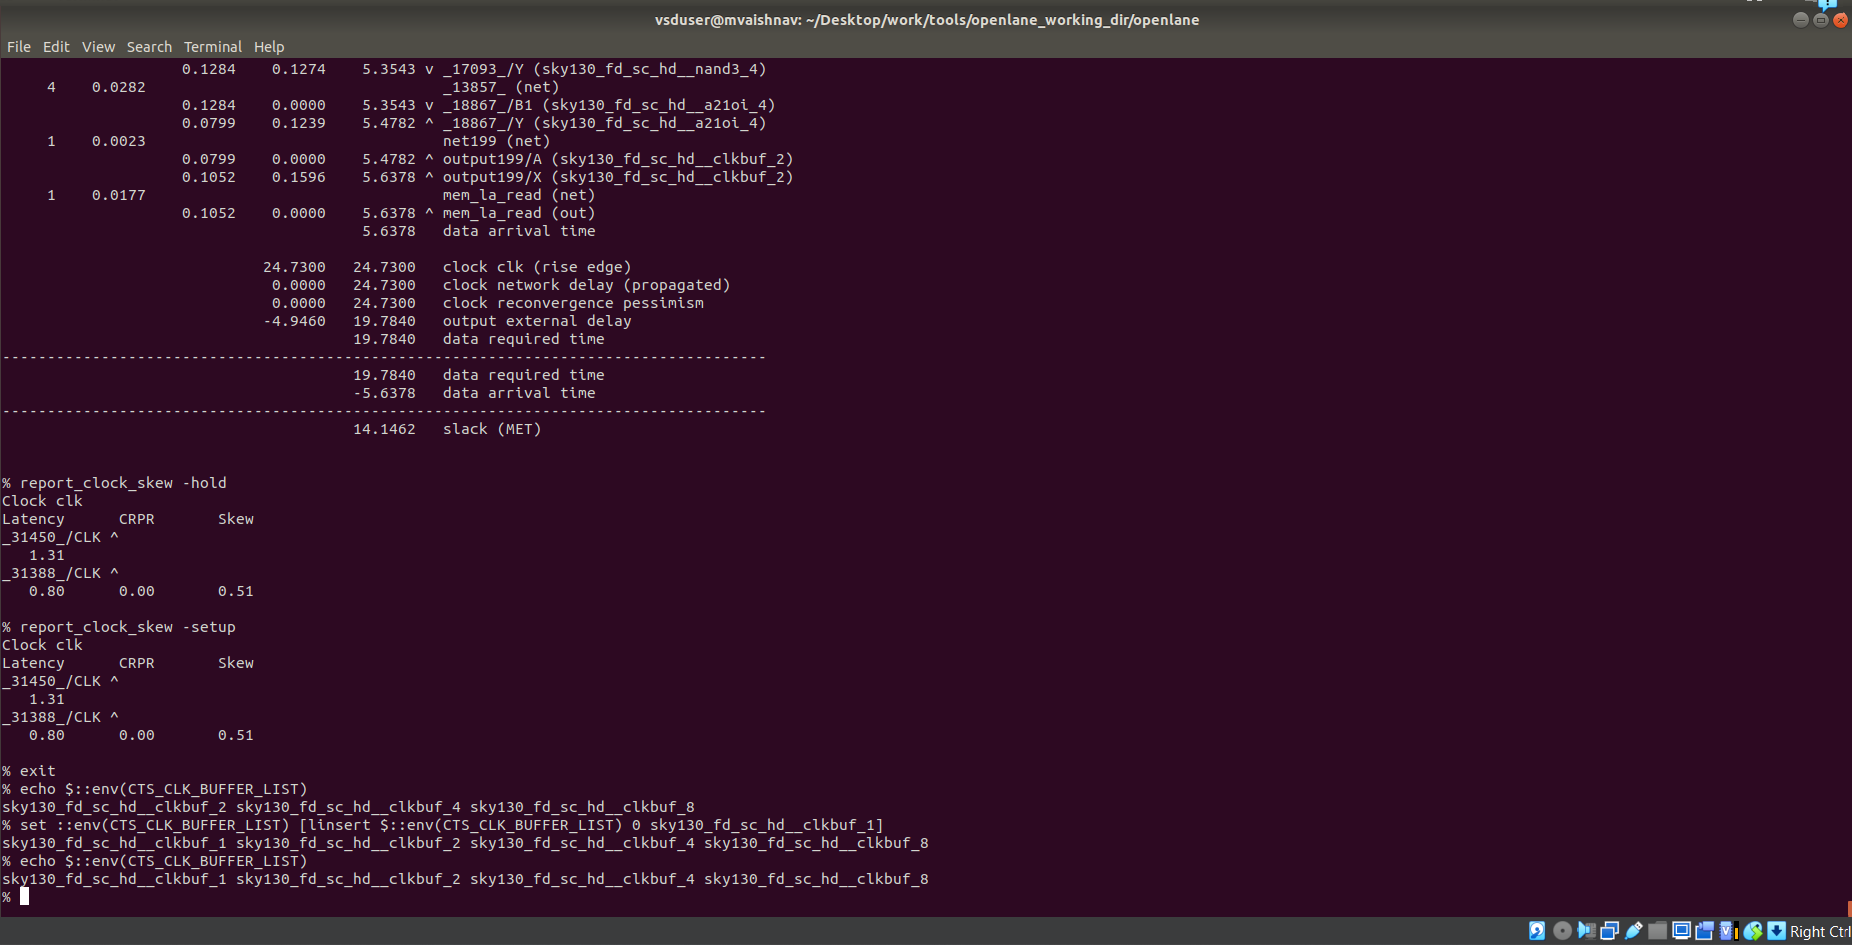 vsduser@mvaishnav: ~/Desktop/work/tools/openlane_working_dir/openlane
File Edit View Search Terminal Help
0.1284 0.1274 5.3543 v _17093_/Y (sky130_fd_sc_hd__nand3_4)
4 0.0282 _13857_ (net)
0.1284 0.0000 5.3543 v _18867_/B1 (sky130_fd_sc_hd__a21oi_4)
0.0799 0.1239 5.4782 ^ _18867_/Y (sky130_fd_sc_hd__a21oi_4)
1 0.0023 net199 (net)
0.0799 0.0000 5.4782 ^ output199/A (sky130_fd_sc_hd__clkbuf_2)
0.1052 0.1596 5.6378 ^ output199/X (sky130_fd_sc_hd__clkbuf_2)
1 0.0177 mem_la_read (net)
0.1052 0.0000 5.6378 ^ mem_la_read (out)
5.6378 data arrival time
24.7300 24.7300 clock clk (rise edge)
0.0000 24.7300 clock network delay (propagated)
0.0000 24.7300 clock reconvergence pessimism
-4.9460 19.7840 output external delay
19.7840 data required time
-------------------------------------------------------------------------------------
19.7840 data required time
-5.6378 data arrival time
-------------------------------------------------------------------------------------
14.1462 slack (MET)
% report_clock_skew -hold
Clock clk
Latency CRPR Skew
_31450_/CLK ^
1.31
_31388_/CLK ^
0.80 0.00 0.51
% report_clock_skew -setup
Clock clk
Latency CRPR Skew
_31450_/CLK ^
1.31
_31388_/CLK ^
0.80 0.00 0.51
% exit
% echo $::env(CTS_CLK_BUFFER_LIST)
sky130_fd_sc_hd__clkbuf_2 sky130_fd_sc_hd__clkbuf_4 sky130_fd_sc_hd__clkbuf_8
% set ::env(CTS_CLK_BUFFER_LIST) [linsert $::env(CTS_CLK_BUFFER_LIST) 0 sky130_fd_sc_hd__clkbuf_1]
sky130_fd_sc_hd__clkbuf_1 sky130_fd_sc_hd__clkbuf_2 sky130_fd_sc_hd__clkbuf_4 sky130_fd_sc_hd__clkbuf_8
% echo $::env(CTS_CLK_BUFFER_LIST)
sky130_fd_sc_hd__clkbuf_1 sky130_fd_sc_hd__clkbuf_2 sky130_fd_sc_hd__clkbuf_4 sky130_fd_sc_hd__clkbuf_8
%
Right Ctrl